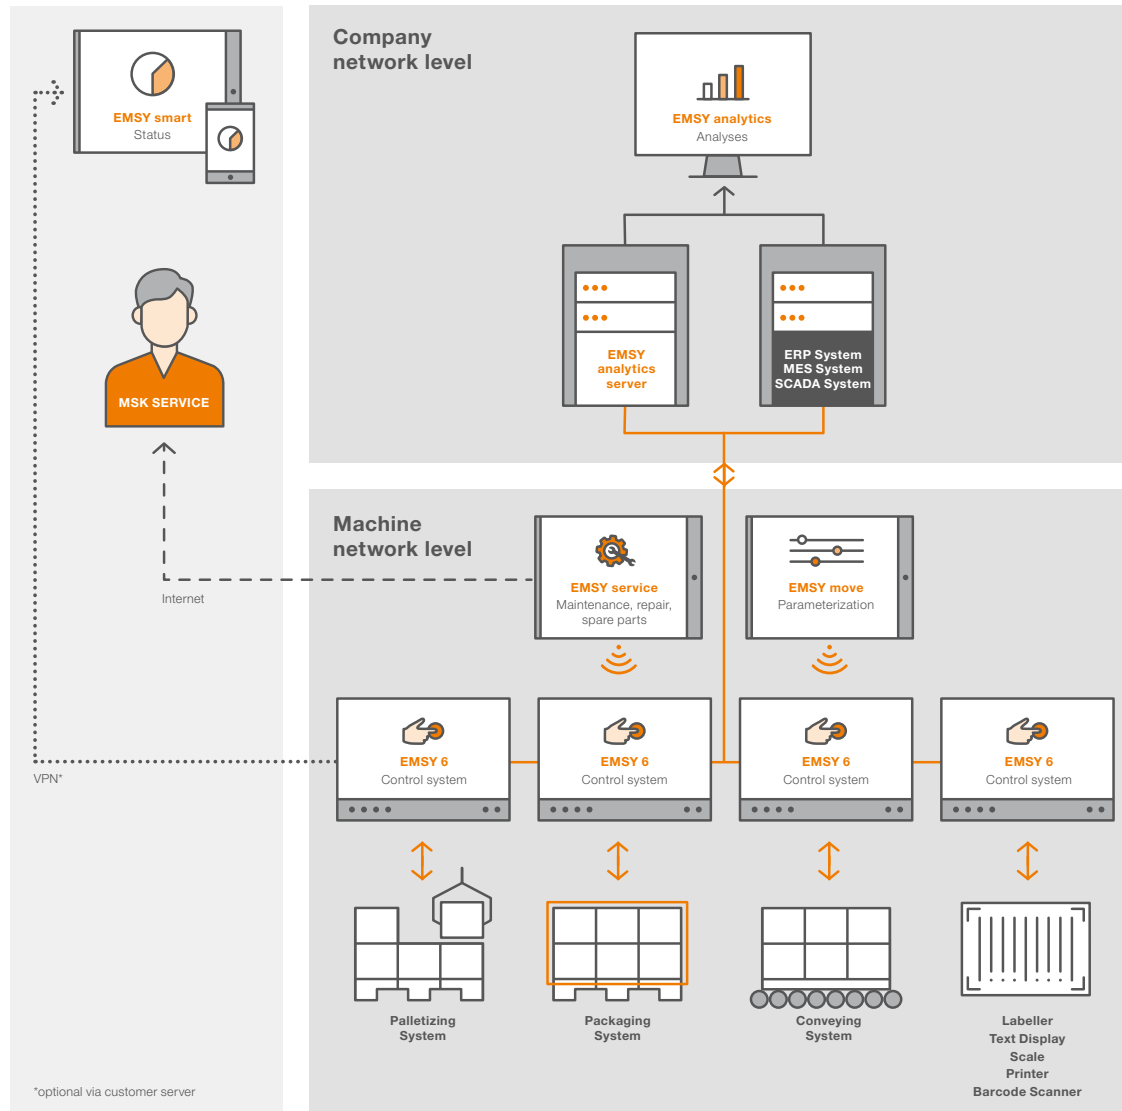 EMSY smart
Status
MSK SERVICE
Internet
VPN*
*optional via customer server
Company
network level
EMSY analytics
Analyses
EMSY
analytics
server
ERP System
MES System
SCADA System
Machine
network level
EMSY service
Maintenance, repair,
spare parts
EMSY move
Parameterization
EMSY 6
Control system
EMSY 6
Control system
EMSY 6
Control system
EMSY 6
Control system
Palletizing
System
Packaging
System
Conveying
System
Labeller
Text Display
Scale
Printer
Barcode Scanner